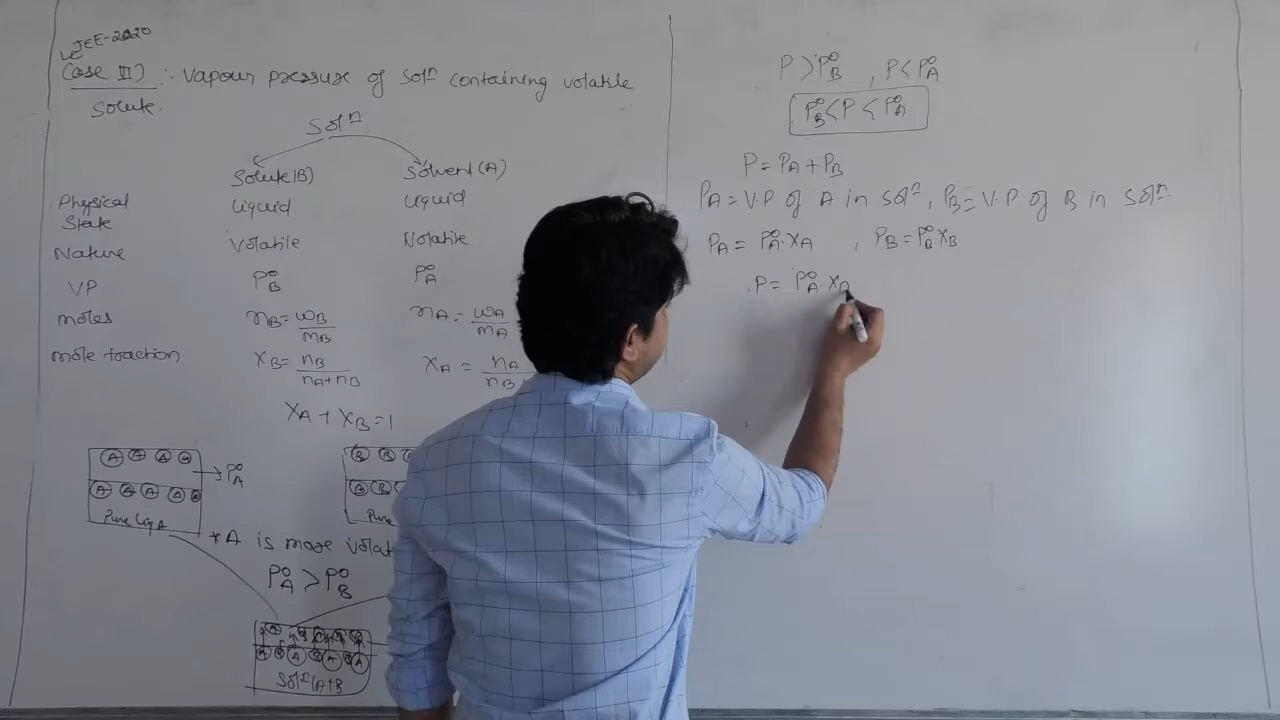 JEE-2020
Case III) : Vapour pressure of Solⁿ containing volatile
Solute.
Solⁿ
Solute(B) Solvent(A)
Physical State Liquid Liquid
Nature Volatile Volatile
VP P°B P°A
moles nB = wB/mB nA = wA/mA
mole fraction xB = nB/nA+nB xA = nA/nB
xA + xB = 1
A A A A → P°A
A A A A A
Pure Liq A
B B
B B
Pure
* A is more volat
P°A > P°B
Solⁿ(A+B
P > P°B , P < P°A
P°B < P < P°A
P = PA + PB
PA = V.P of A in Solⁿ, PB = V.P of B in Solⁿ.
PA = P°A · xA , PB = P°B xB
P = P°A · xA